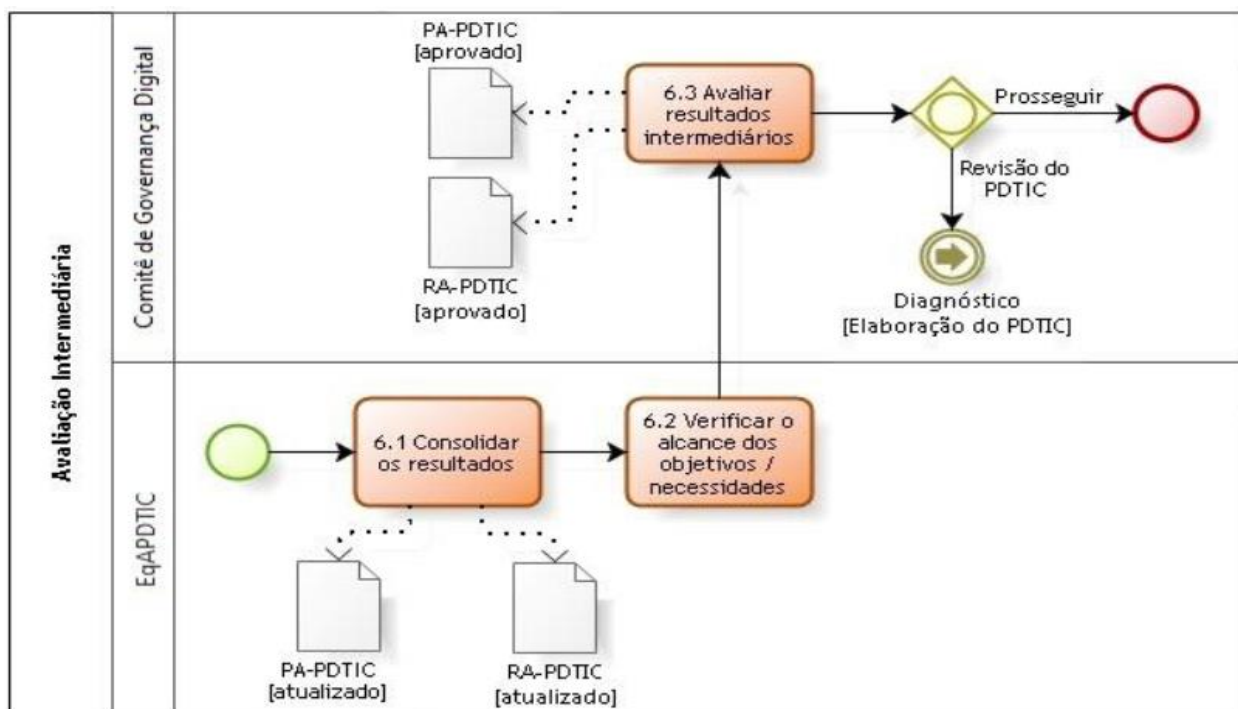 Avaliação Intermediária
Comitê de Governança Digital
PA-PDTIC
[aprovado]
RA-PDTIC
[aprovado]
6.3 Avaliar
resultados
intermediários
Prosseguir
Revisão do
PDTIC
Diagnóstico
[Elaboração do PDTIC]
EqAPDTIC
6.1 Consolidar
os resultados
6.2 Verificar o
alcance dos
objetivos /
necessidades
PA-PDTIC
[atualizado]
RA-PDTIC
[atualizado]